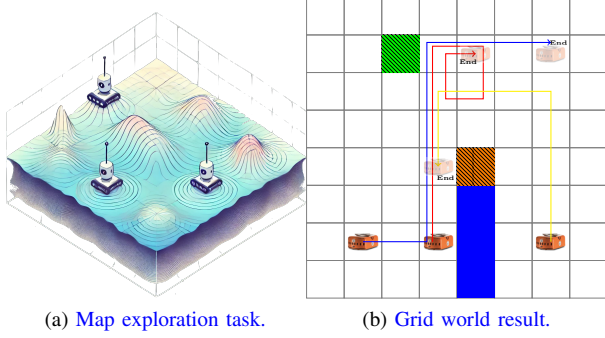 End
End
End
(a) Map exploration task.
(b) Grid world result.